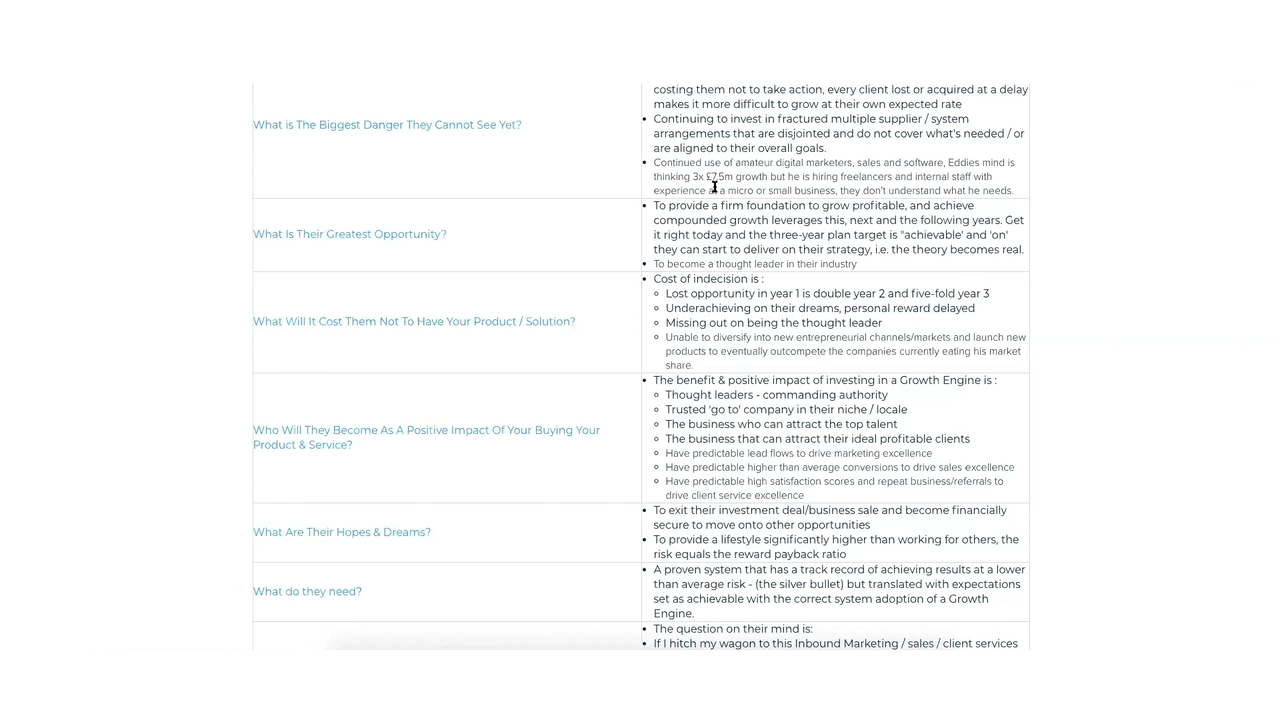 costing them not to take action, every client lost or acquired at a delay
makes it more difficult to grow at their own expected rate
What is The Biggest Danger They Cannot See Yet?
• Continuing to invest in fractured multiple supplier / system
arrangements that are disjointed and do not cover what's needed / or
are aligned to their overall goals.
• Continued use of amateur digital marketers, sales and software, Eddies mind is
thinking 3x £7.5m growth but he is hiring freelancers and internal staff with
experience a micro or small business, they don't understand what he needs.
What Is Their Greatest Opportunity?
• To provide a firm foundation to grow profitable, and achieve
compounded growth leverages this, next and the following years. Get
it right today and the three-year plan target is "achievable' and 'on'
they can start to deliver on their strategy, i.e. the theory becomes real.
• To become a thought leader in their industry
What Will It Cost Them Not To Have Your Product / Solution?
• Cost of indecision is :
◦ Lost opportunity in year 1 is double year 2 and five-fold year 3
◦ Underachieving on their dreams, personal reward delayed
◦ Missing out on being the thought leader
◦ Unable to diversify into new entrepreneurial channels/markets and launch new
products to eventually outcompete the companies currently eating his market
share.
Who Will They Become As A Positive Impact Of Your Buying Your
Product & Service?
• The benefit & positive impact of investing in a Growth Engine is :
◦ Thought leaders - commanding authority
◦ Trusted 'go to' company in their niche / locale
◦ The business who can attract the top talent
◦ The business that can attract their ideal profitable clients
◦ Have predictable lead flows to drive marketing excellence
◦ Have predictable higher than average conversions to drive sales excellence
◦ Have predictable high satisfaction scores and repeat business/referrals to
drive client service excellence
What Are Their Hopes & Dreams?
• To exit their investment deal/business sale and become financially
secure to move onto other opportunities
• To provide a lifestyle significantly higher than working for others, the
risk equals the reward payback ratio
What do they need?
• A proven system that has a track record of achieving results at a lower
than average risk - (the silver bullet) but translated with expectations
set as achievable with the correct system adoption of a Growth
Engine.
• The question on their mind is:
• If I hitch my wagon to this Inbound Marketing / sales / client services